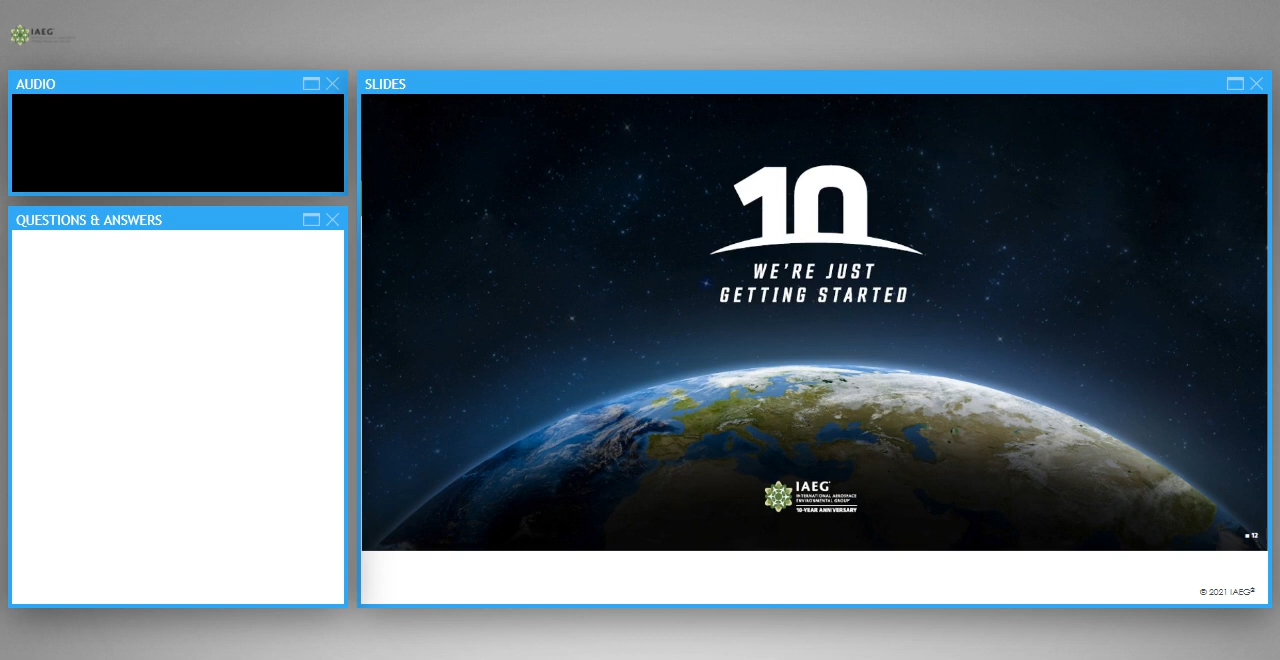 IAEG
AUDIO
QUESTIONS & ANSWERS
SLIDES
10
WE'RE JUST
GETTING STARTED
IAEG®
INTERNATIONAL AEROSPACE
ENVIRONMENTAL GROUP
10-YEAR ANNIVERSARY
12
© 2021 IAEG®